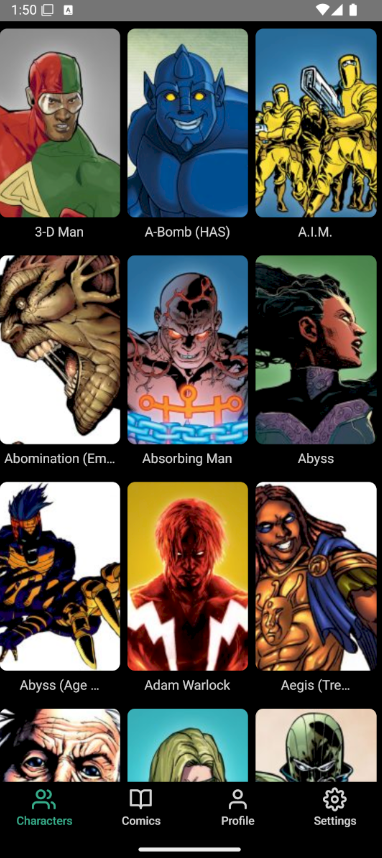 1:50
A
3-D Man
A-Bomb (HAS)
A.I.M.
Abomination (Em...
Absorbing Man
Abyss
Abyss (Age ...
Adam Warlock
Aegis (Tre...
Characters
Comics
Profile
Settings